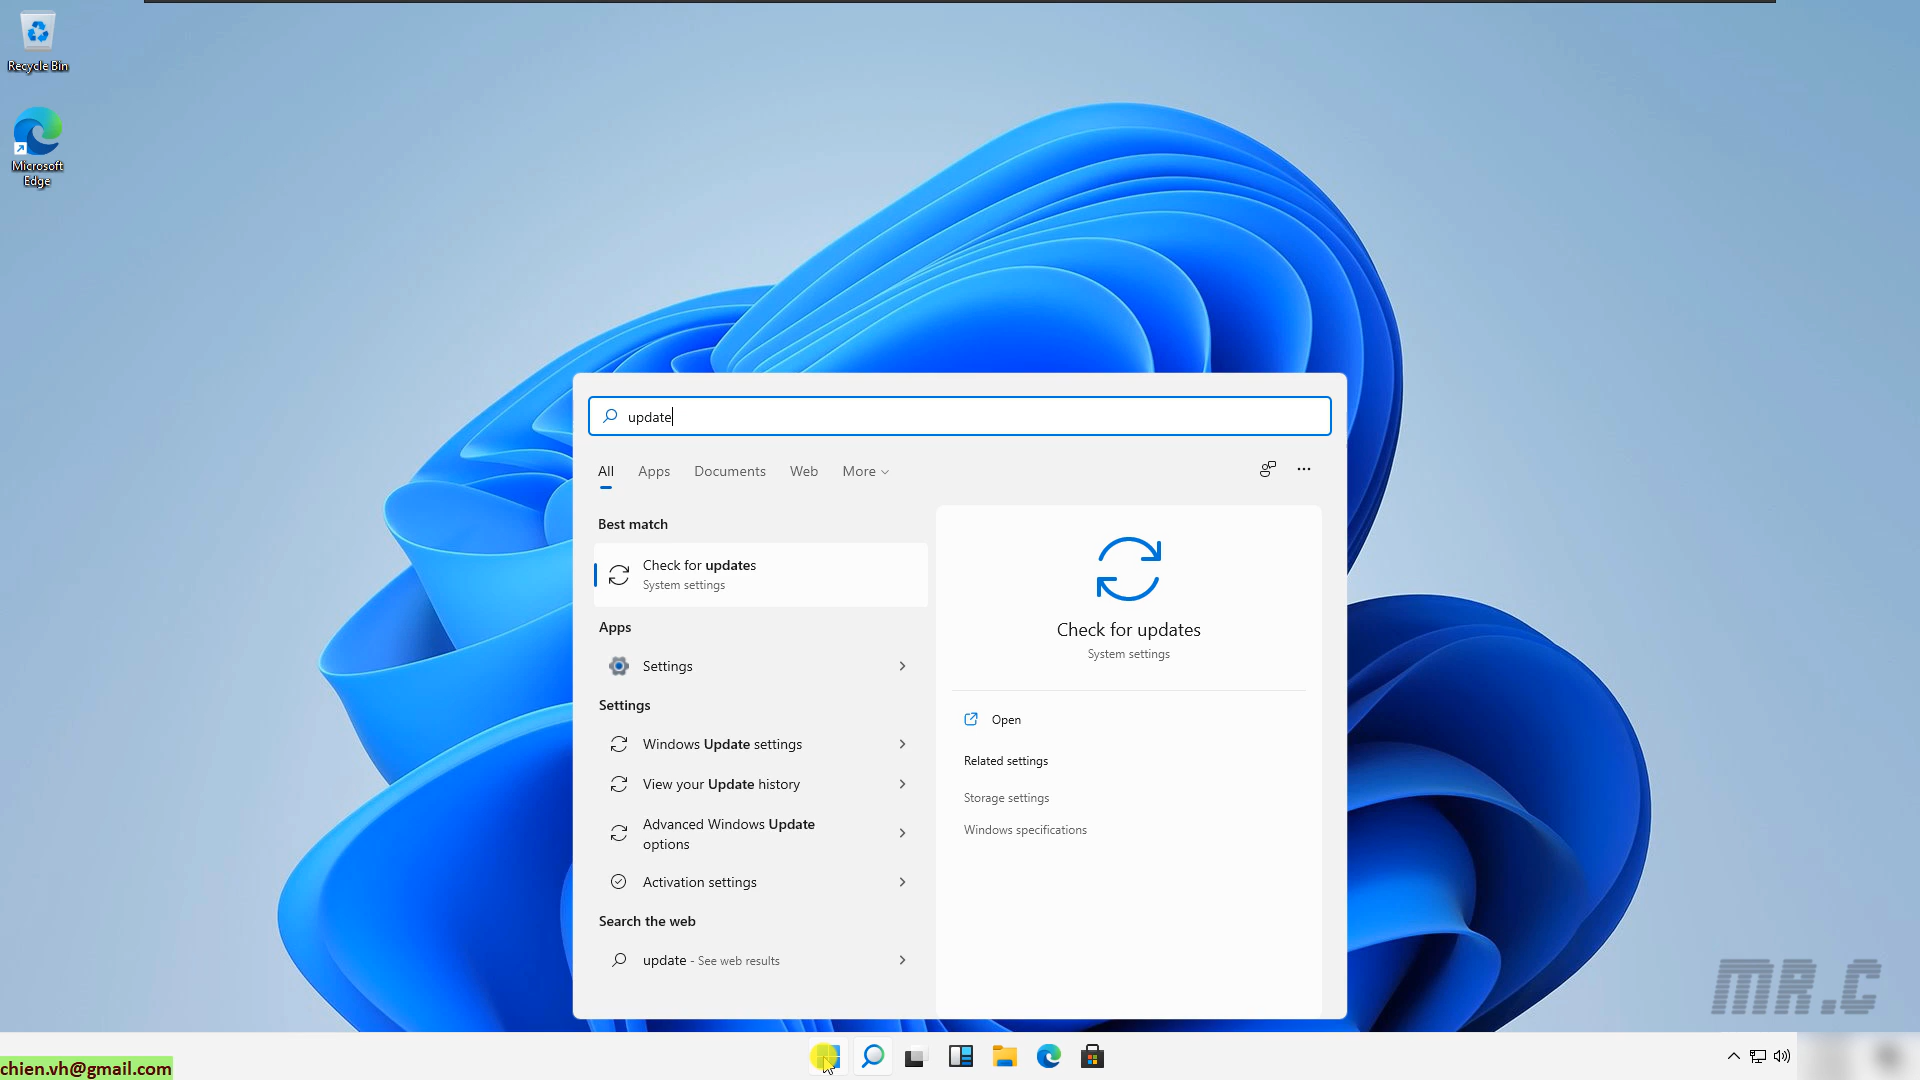 Recycle Bin
Microsoft
Edge
update
All Apps Documents Web More
Best match
Check for updates
System settings
Apps
Settings
Settings
Windows Update settings
View your Update history
Advanced Windows Update
options
Activation settings
Search the web
update - See web results
Check for updates
System settings
Open
Related settings
Storage settings
Windows specifications
MR.C
chien.vh@gmail.com